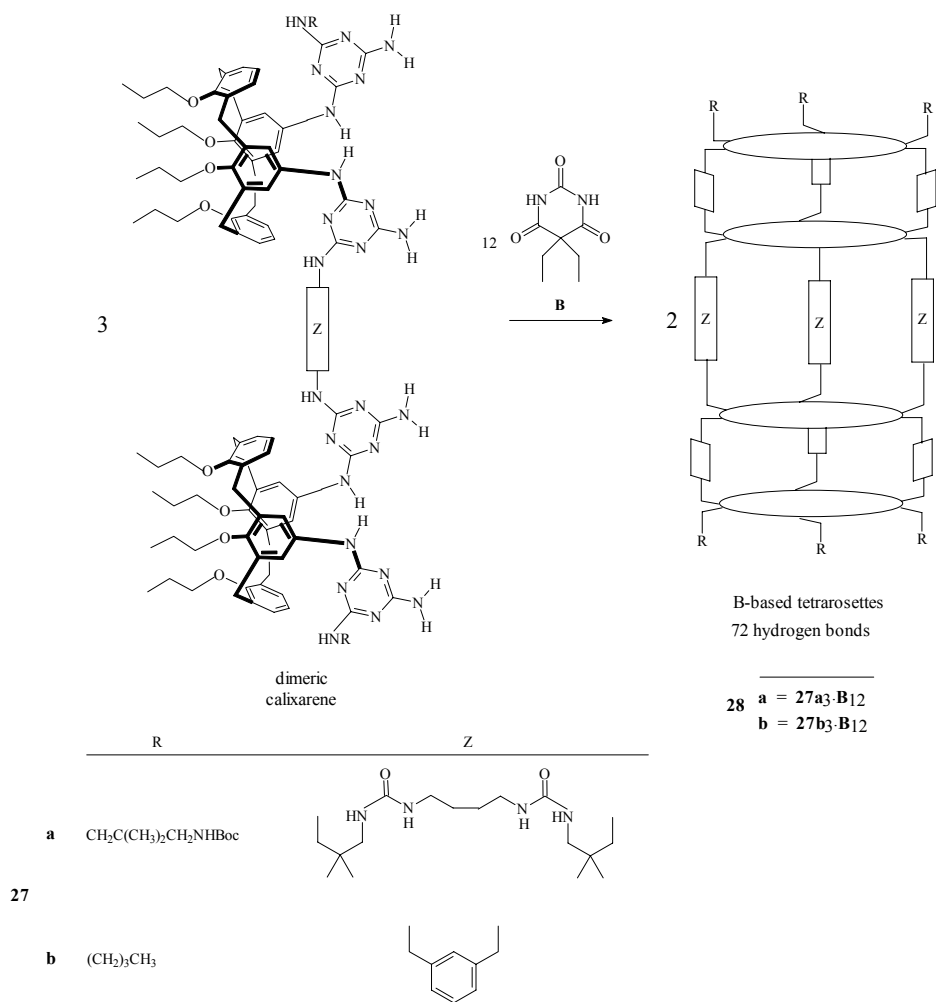 HNR
H
N
N
N
H
N
N
H
O
O
O
O
N
H
H
N
N
N
N
N
H
H
HN
Z
3
12
O
HN
NH
O
O
B
2
R
R
R
Z
Z
Z
R
R
R
HN
N
N
N
N
H
H
N
H
O
O
O
O
H
N
N
N
N
N
H
H
HNR
dimeric
calixarene
B-based tetrarosettes
72 hydrogen bonds
28 a = 27a3·B12
b = 27b3·B12
R Z
a CH2C(CH3)2CH2NHBoc
O
HN
N
H
H
N
O
NH
27
b (CH2)3CH3